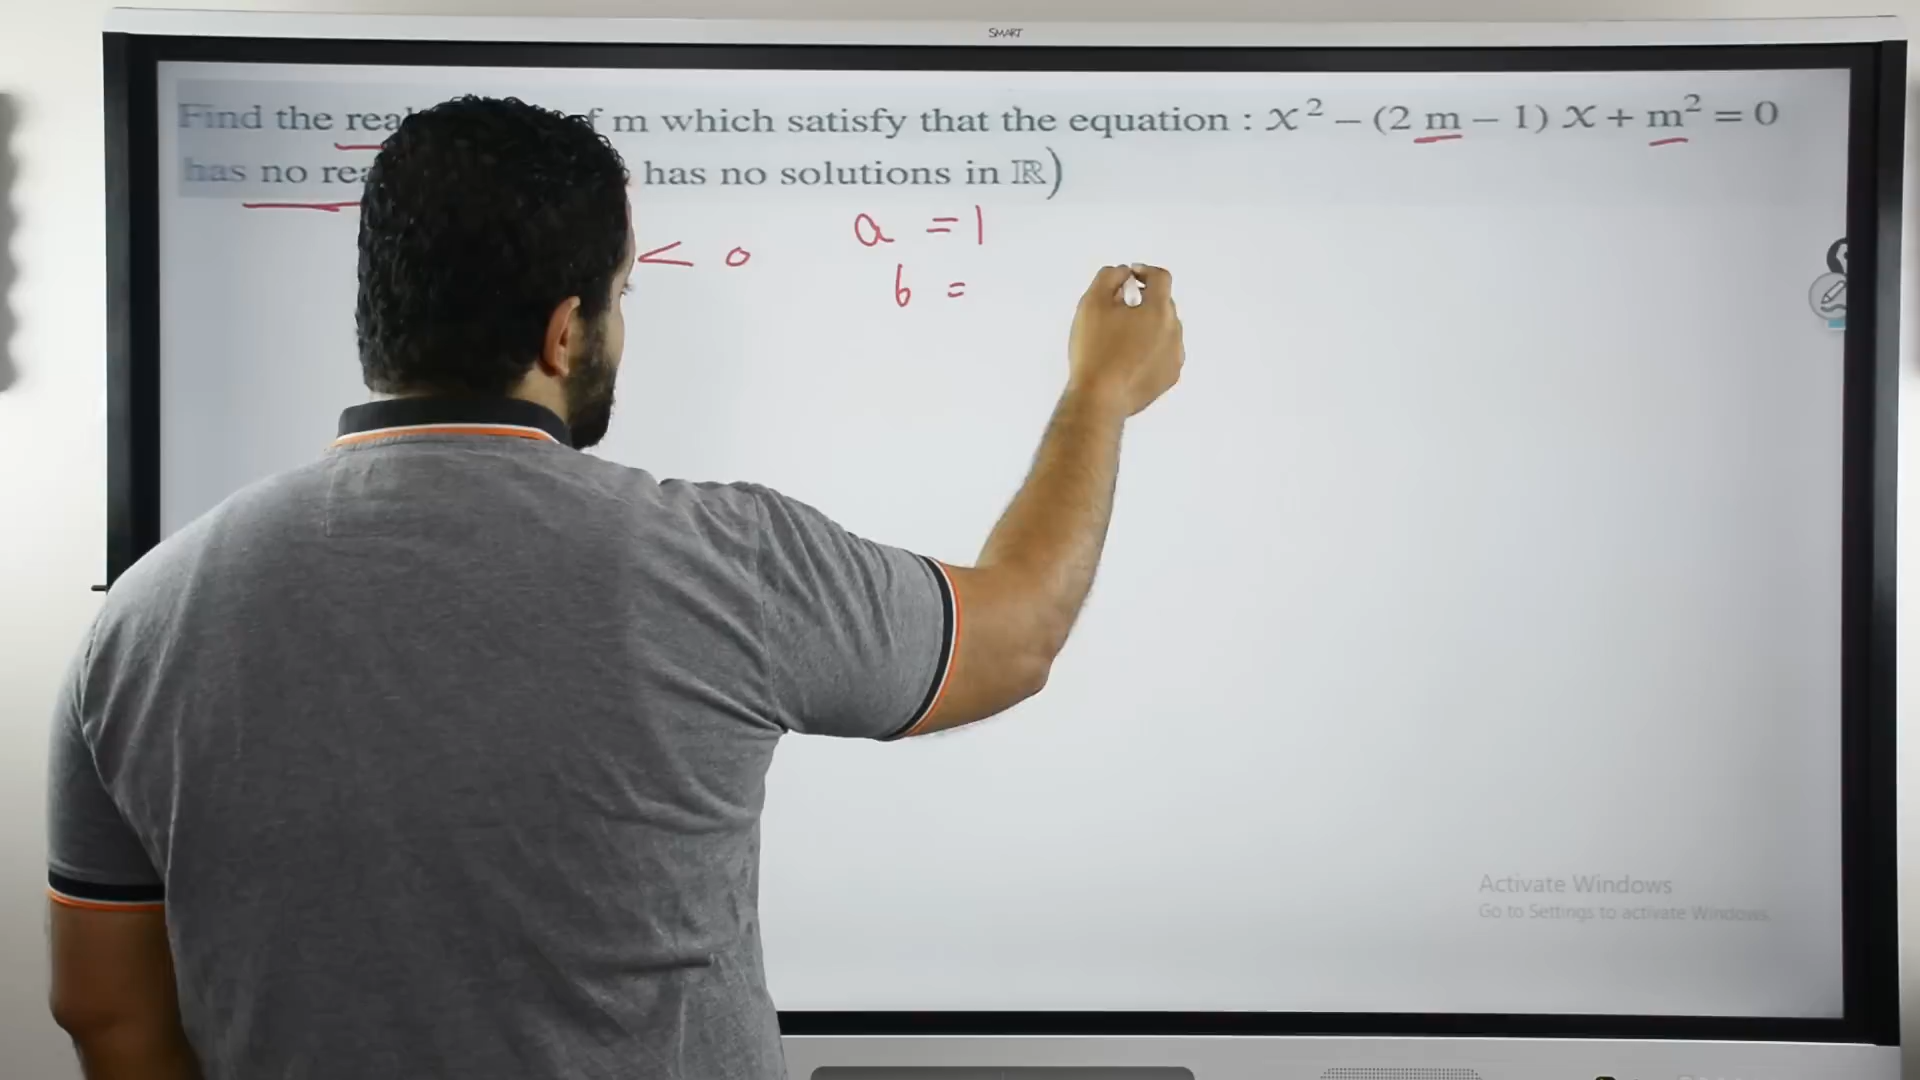 SMART
Find the rea f m which satisfy that the equation : x² – (2 m – 1) x + m² = 0
has no rea has no solutions in ℝ)
a = 1
< 0
b =
Activate Windows
Go to Settings to activate Windows.